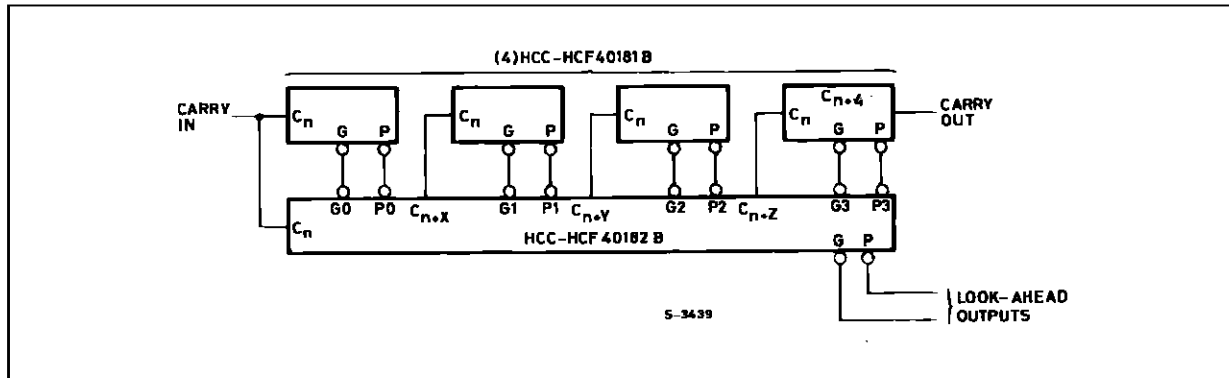 (4)HCC-HCF40181B
CARRY IN
Cn G P
Cn G P
Cn G P
Cn Cn+4 G P
CARRY OUT
G0 P0 Cn+X G1 P1 Cn+Y G2 P2 Cn+Z G3 P3
Cn
HCC-HCF40182B
G P
LOOK-AHEAD
OUTPUTS
S-3439